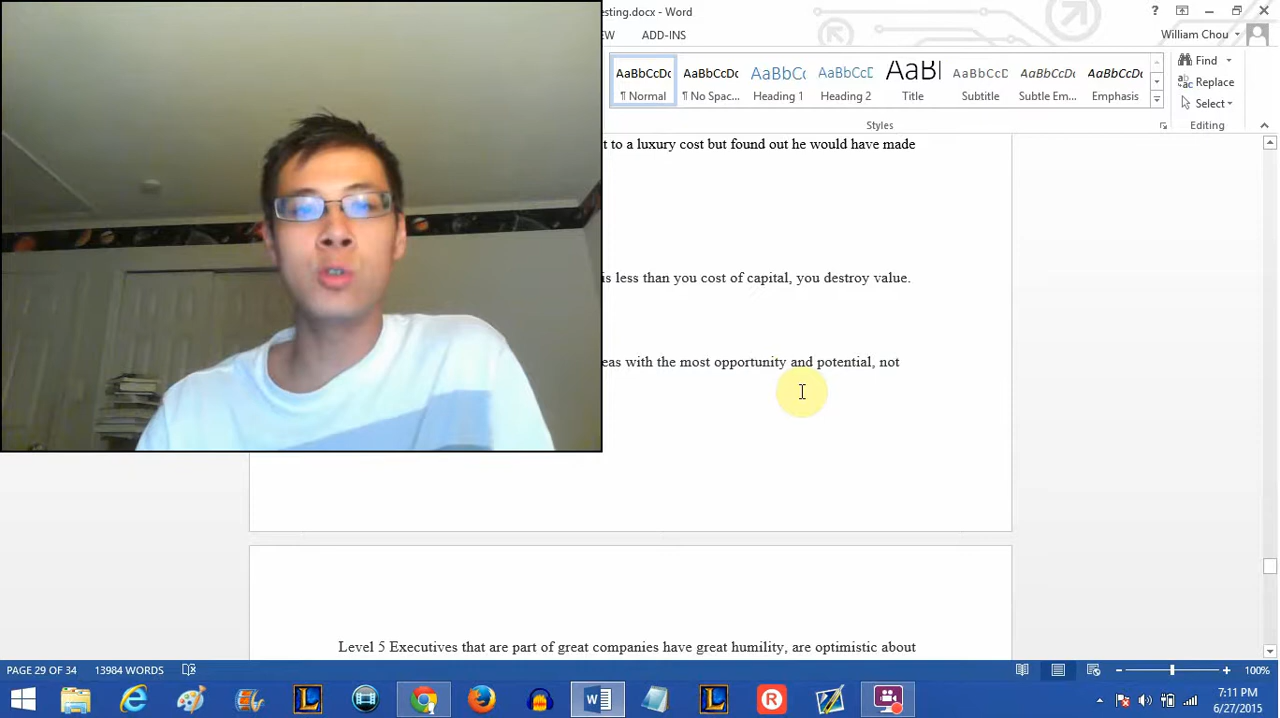 esting.docx - Word
EW ADD-INS
William Chou
AaBbCcDc AaBbCcDc AaBbCc AaBbCcE AaBl AaBbCcD AaBbCcDc AaBbCcDc
¶ Normal ¶ No Spac... Heading 1 Heading 2 Title Subtitle Subtle Em... Emphasis
Styles
Find
Replace
Select
Editing
t to a luxury cost but found out he would have made
is less than you cost of capital, you destroy value.
eas with the most opportunity and potential, not
Level 5 Executives that are part of great companies have great humility, are optimistic about
PAGE 29 OF 34 13984 WORDS
100%
7:11 PM
6/27/2015